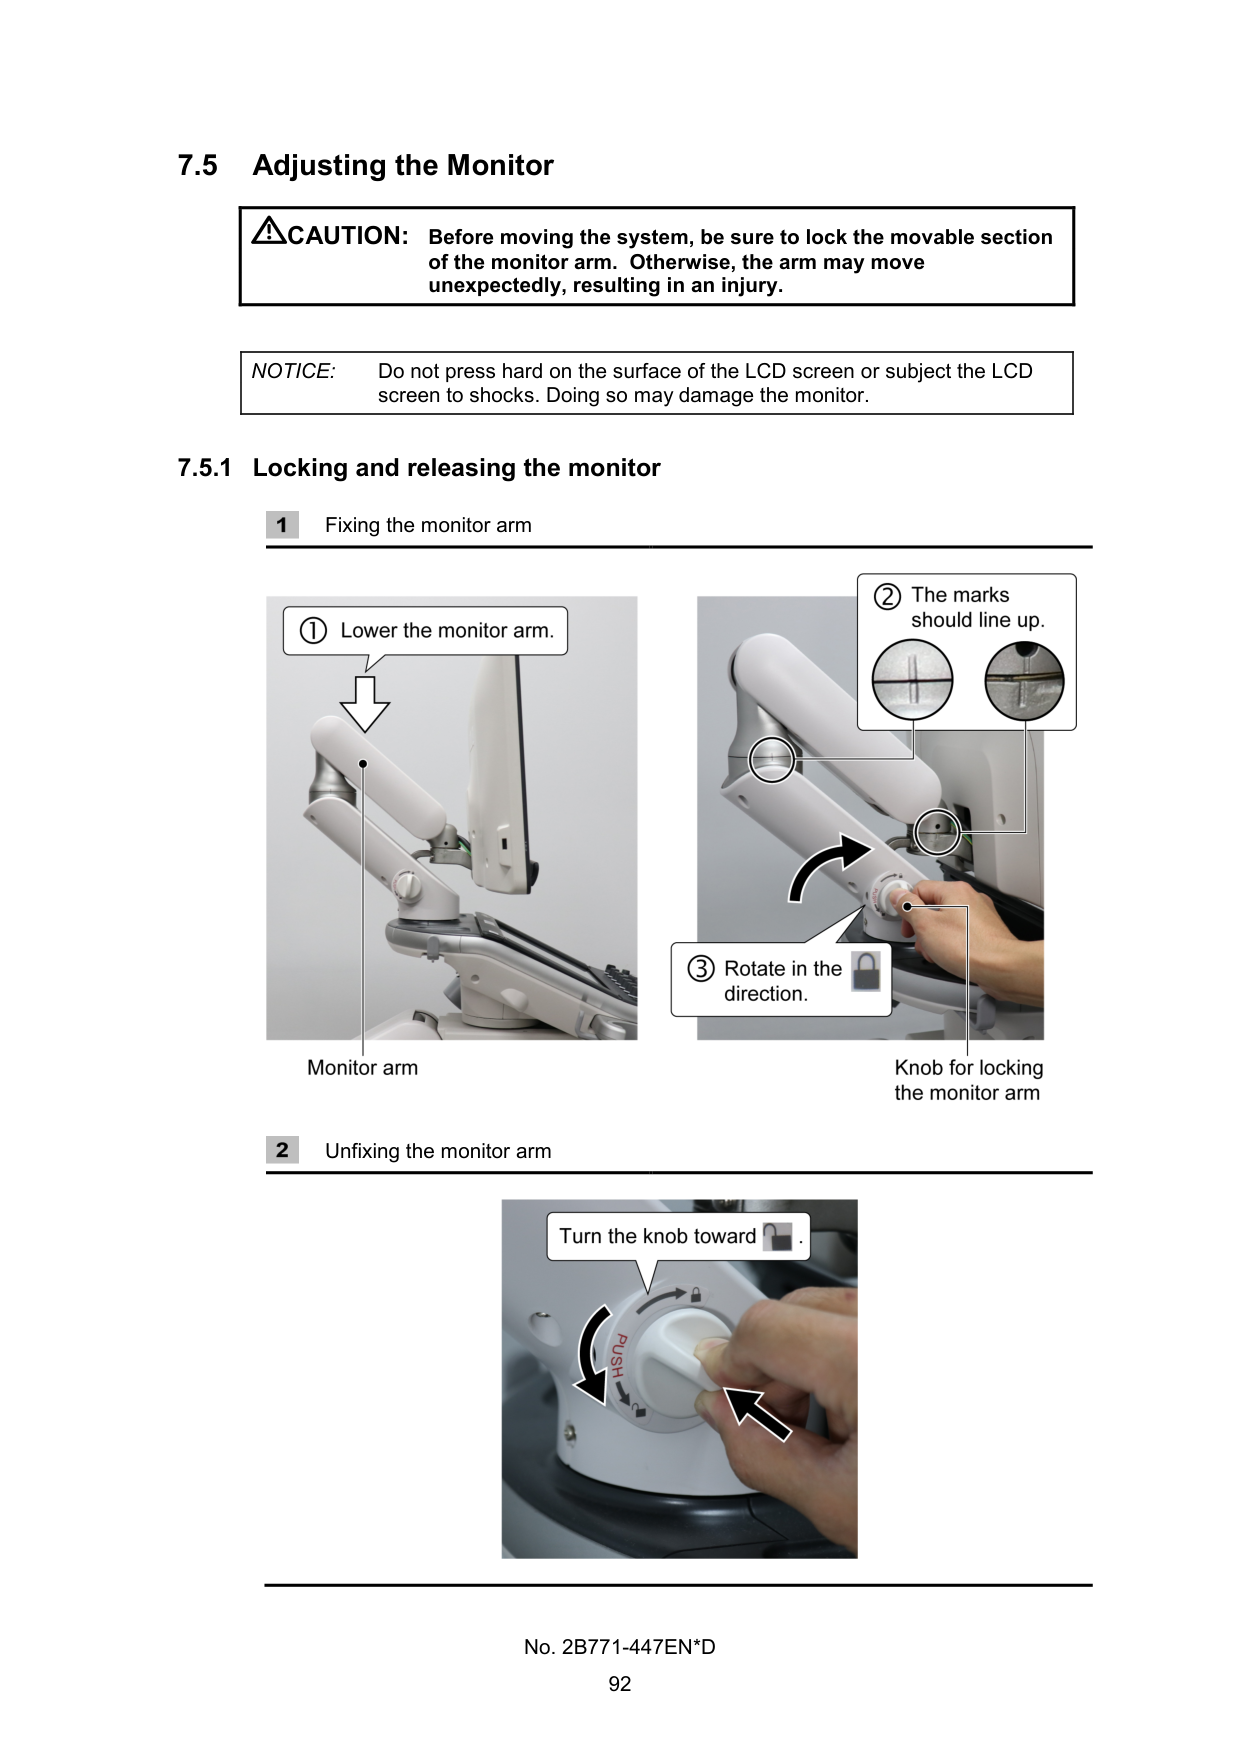 7.5 Adjusting the Monitor
CAUTION: Before moving the system, be sure to lock the movable section
of the monitor arm. Otherwise, the arm may move
unexpectedly, resulting in an injury.
NOTICE: Do not press hard on the surface of the LCD screen or subject the LCD
screen to shocks. Doing so may damage the monitor.
7.5.1 Locking and releasing the monitor
1 Fixing the monitor arm
① Lower the monitor arm.
② The marks
should line up.
③ Rotate in the
direction.
Monitor arm
Knob for locking
the monitor arm
2 Unfixing the monitor arm
Turn the knob toward .
PUSH
No. 2B771-447EN*D
92